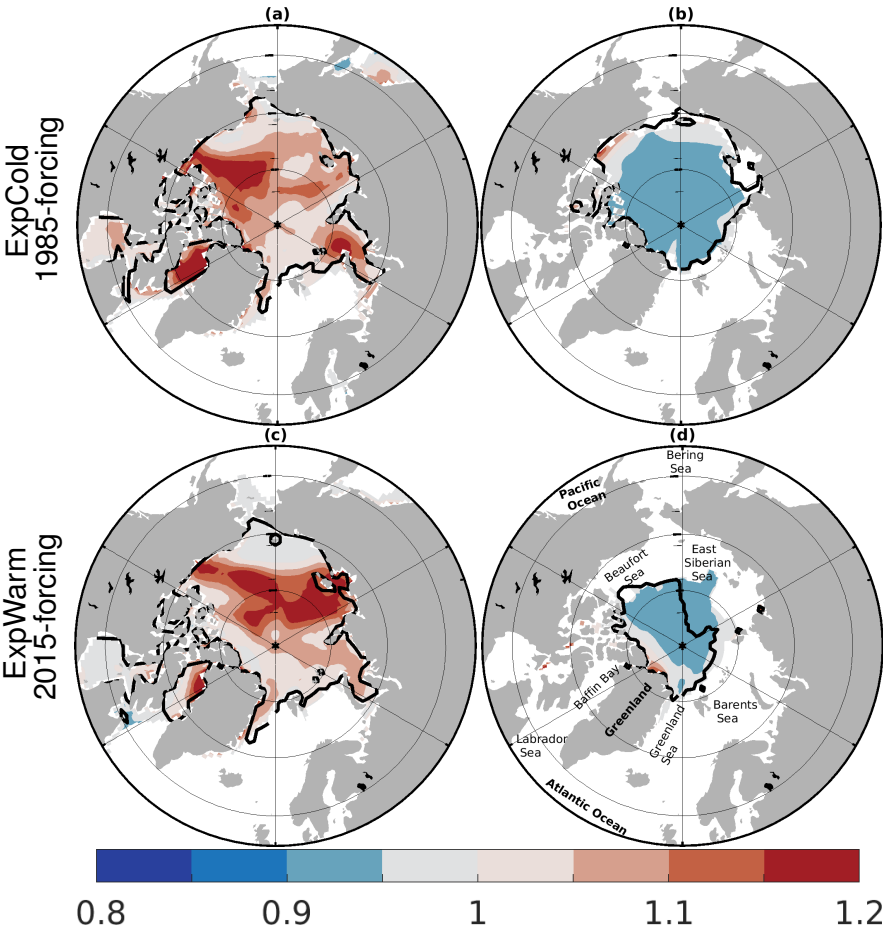 (a)
(b)
ExpCold
1985-forcing
(c)
(d)
ExpWarm
2015-forcing
Bering
Sea
Pacific
Ocean
Beaufort
Sea
East
Siberian
Sea
Baffin Bay
Greenland
Greenland
Sea
Barents
Sea
Labrador
Sea
Atlantic Ocean
0.8 0.9 1 1.1 1.2